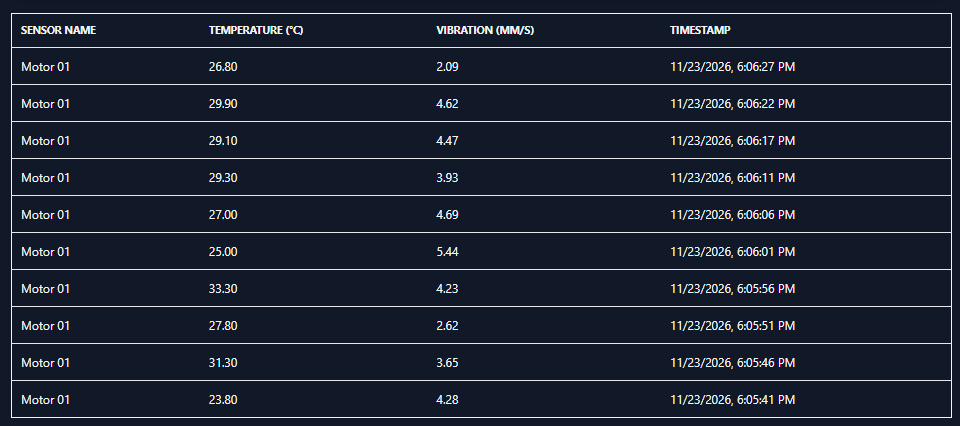 SENSOR NAME TEMPERATURE (°C) VIBRATION (MM/S) TIMESTAMP
Motor 01 26.80 2.09 11/23/2026, 6:06:27 PM
Motor 01 29.90 4.62 11/23/2026, 6:06:22 PM
Motor 01 29.10 4.47 11/23/2026, 6:06:17 PM
Motor 01 29.30 3.93 11/23/2026, 6:06:11 PM
Motor 01 27.00 4.69 11/23/2026, 6:06:06 PM
Motor 01 25.00 5.44 11/23/2026, 6:06:01 PM
Motor 01 33.30 4.23 11/23/2026, 6:05:56 PM
Motor 01 27.80 2.62 11/23/2026, 6:05:51 PM
Motor 01 31.30 3.65 11/23/2026, 6:05:46 PM
Motor 01 23.80 4.28 11/23/2026, 6:05:41 PM